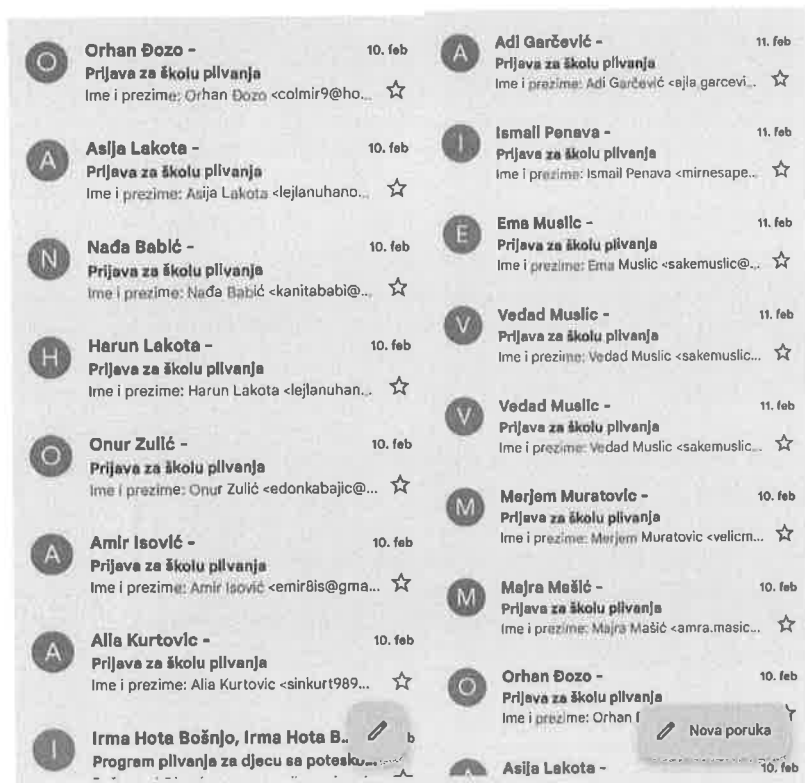 O
Orhan Đozo –
10. feb
Prijava za školu plivanja
Ime i prezime: Orhan Đozo <colmir9@ho...
A
Asija Lakota –
10. feb
Prijava za školu plivanja
Ime i prezime: Asija Lakota <lejlanuhano...
N
Nađa Babić –
10. feb
Prijava za školu plivanja
Ime i prezime: Nađa Babić <kanitababi@...
H
Harun Lakota –
10. feb
Prijava za školu plivanja
Ime i prezime: Harun Lakota <lejlanuhan...
O
Onur Zulić –
10. feb
Prijava za školu plivanja
Ime i prezime: Onur Zulić <edonkabajic@...
A
Amir Isović –
10. feb
Prijava za školu plivanja
Ime i prezime: Amir Isović <emir8is@gma...
A
Alia Kurtovic –
10. feb
Prijava za školu plivanja
Ime i prezime: Alia Kurtovic <sinkurt989...
I
Irma Hota Bošnjo, Irma Hota B...
b
Program plivanja za djecu sa
A
Adi Garčević –
11. feb
Prijava za školu plivanja
Ime i prezime: Adi Garčević <ajla.garcevi...
I
Ismail Penava –
11. feb
Prijava za školu plivanja
Ime i prezime: Ismail Penava <mirnesape...
E
Ema Muslic –
11. feb
Prijava za školu plivanja
Ime i prezime: Ema Muslic <sakemuslic@...
V
Vedad Muslic –
11. feb
Prijava za školu plivanja
Ime i prezime: Vedad Muslic <sakemuslic...
V
Vedad Muslic –
11. feb
Prijava za školu plivanja
Ime i prezime: Vedad Muslic <sakemuslic...
M
Merjem Muratovic –
10. feb
Prijava za školu plivanja
Ime i prezime: Merjem Muratovic <velicm...
M
Majra Mašić –
10. feb
Prijava za školu plivanja
Ime i prezime: Majra Mašić <amra.masic...
O
Orhan Đozo –
10. feb
Prijava za školu plivanja
Ime i prezime: Orhan
Nova poruka
Asija Lakota –
10. feb